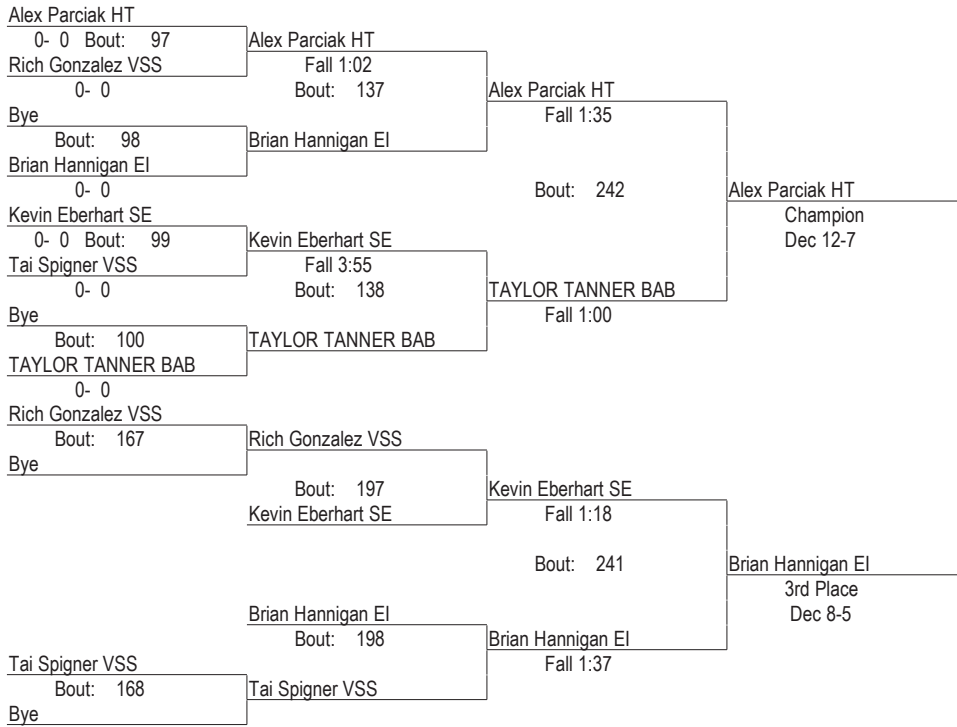 Alex Parciak HT
0- 0 Bout: 97
Alex Parciak HT
Rich Gonzalez VSS
Fall 1:02
0- 0
Bout: 137
Alex Parciak HT
Bye
Fall 1:35
Bout: 98
Brian Hannigan EI
Brian Hannigan EI
0- 0
Bout: 242
Alex Parciak HT
Kevin Eberhart SE
Champion
0- 0 Bout: 99
Kevin Eberhart SE
Dec 12-7
Tai Spigner VSS
Fall 3:55
0- 0
Bout: 138
TAYLOR TANNER BAB
Bye
Fall 1:00
Bout: 100
TAYLOR TANNER BAB
TAYLOR TANNER BAB
0- 0
Rich Gonzalez VSS
Bout: 167
Rich Gonzalez VSS
Bye
Bout: 197
Kevin Eberhart SE
Kevin Eberhart SE
Fall 1:18
Bout: 241
Brian Hannigan EI
3rd Place
Brian Hannigan EI
Dec 8-5
Bout: 198
Brian Hannigan EI
Tai Spigner VSS
Fall 1:37
Bout: 168
Tai Spigner VSS
Bye